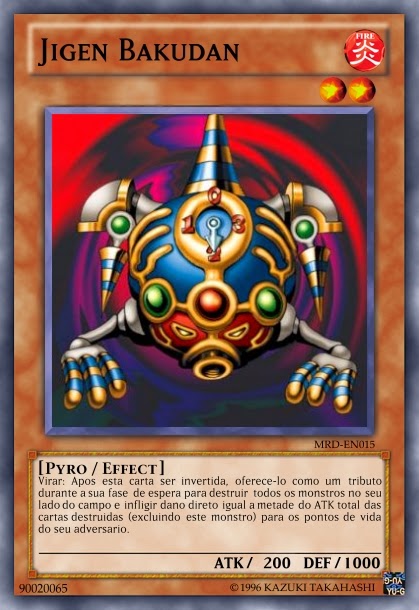 Jigen Bakudan
FIRE
炎
6
1 3
MRD-EN015
[Pyro / Effect]
Virar: Apos esta carta ser invertida, oferece-lo como um tributo
durante a sua fase de espera para destruir todos os monstros no seu
lado do campo e infligir dano direto igual a metade do ATK total das
cartas destruidas (excluindo este monstro) para os pontos de vida
do seu adversario.
ATK / 200 DEF / 1000
90020065
©1996 KAZUKI TAKAHASHI